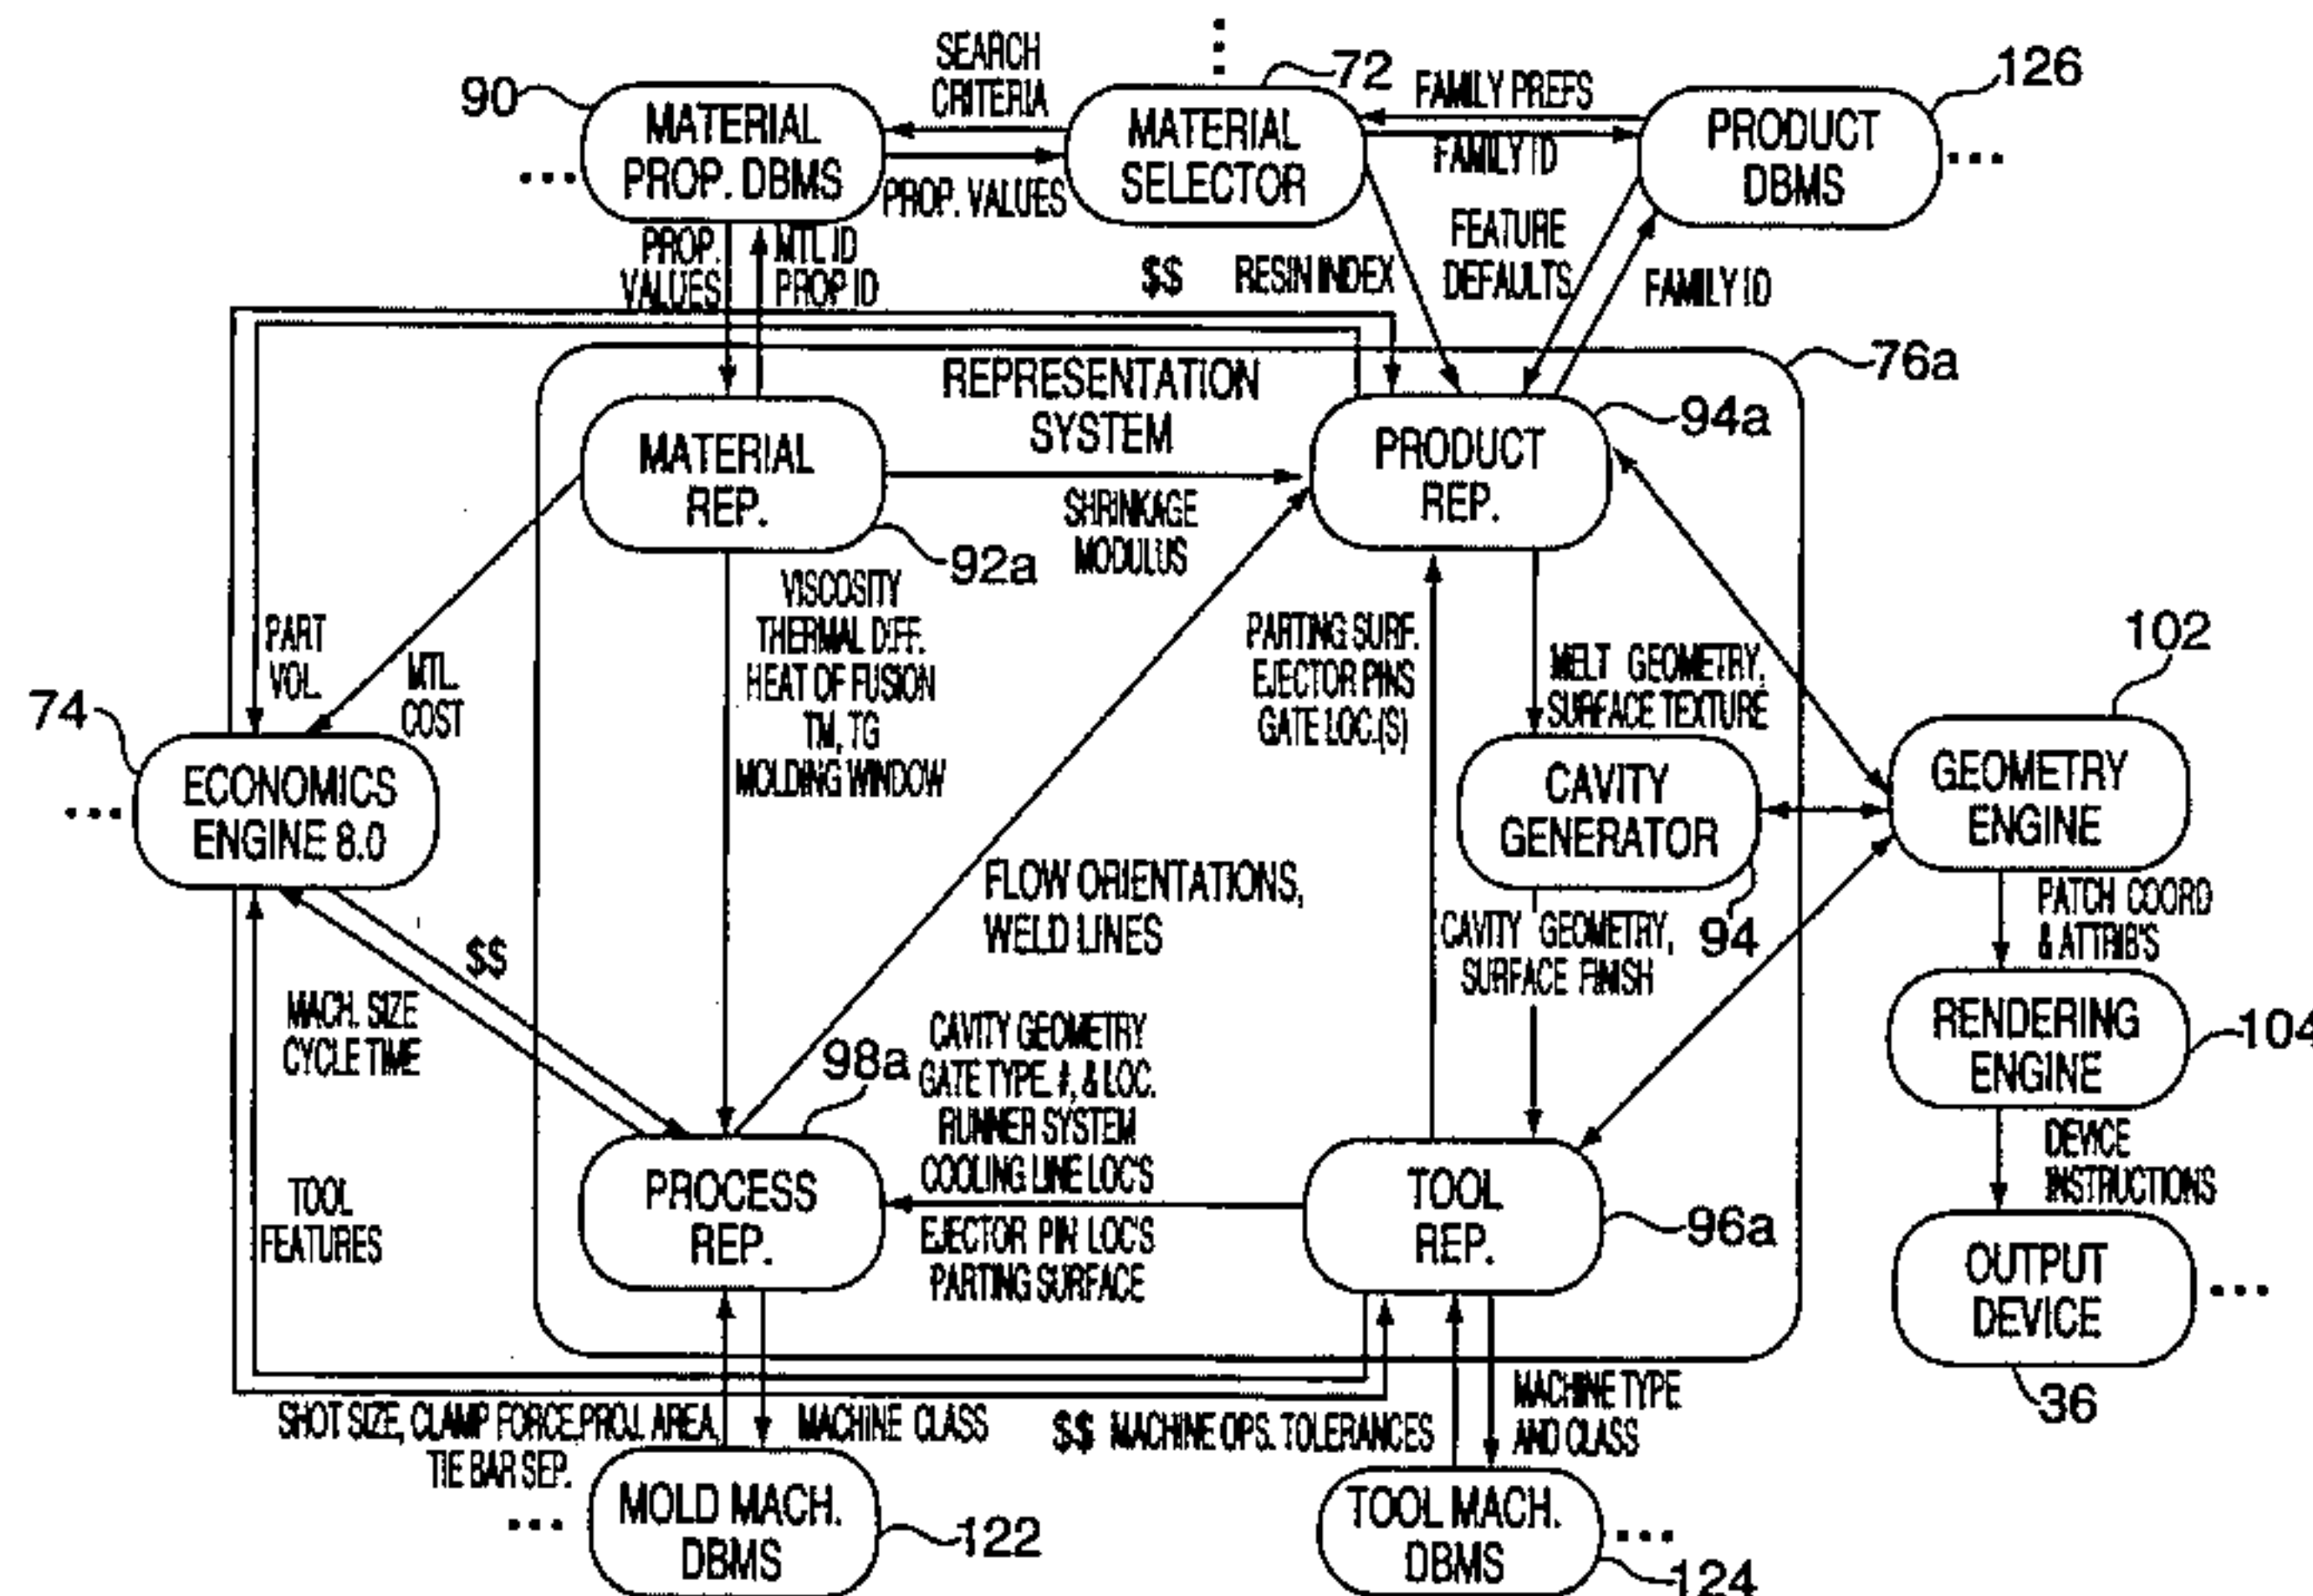 SEARCH
CRITERIA
72
FAMILY PREFS
126
90
MATERIAL
PROP. DBMS
MATERIAL
SELECTOR
PRODUCT
DBMS
PROP. VALUES
FAMILY ID
PROP.
VALUES
MTL ID
PROP ID
$$
RESIN INDEX
FEATURE
DEFAULTS
FAMILY ID
REPRESENTATION
SYSTEM
76a
MATERIAL
REP.
92a
SHRINKAGE
MODULUS
PRODUCT
REP.
94a
PART
VOL.
MTL.
COST
VISCOSITY
THERMAL DIFF.
HEAT OF FUSION
TM, TG
MOLDING WINDOW
PARTING SURF.
EJECTOR PINS
GATE LOC.(S)
MELT GEOMETRY,
SURFACE TEXTURE
102
74
ECONOMICS
ENGINE 8.0
CAVITY
GENERATOR
94
GEOMETRY
ENGINE
FLOW ORIENTATIONS,
WELD LINES
CAVITY GEOMETRY,
SURFACE FINISH
PATCH COORD
& ATTRIB'S
$$
MACH. SIZE
CYCLE TIME
98a
CAVITY GEOMETRY
GATE TYPE, #, & LOC.
RUNNER SYSTEM
COOLING LINE LOC'S
RENDERING
ENGINE
104
TOOL
FEATURES
PROCESS
REP.
EJECTOR PIN LOC'S
PARTING SURFACE
TOOL
REP.
96a
DEVICE
INSTRUCTIONS
OUTPUT
DEVICE
36
SHOT SIZE, CLAMP FORCE,PROJ. AREA,
TIE BAR SEP.
MACHINE CLASS
$$ MACHINE OPS. TOLERANCES
MACHINE TYPE
AND CLASS
MOLD MACH.
DBMS
122
TOOL MACH.
DBMS
124